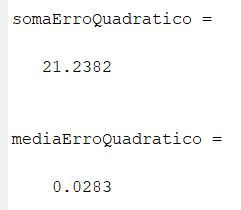 somaErroQuadratico =
21.2382
mediaErroQuadratico =
0.0283